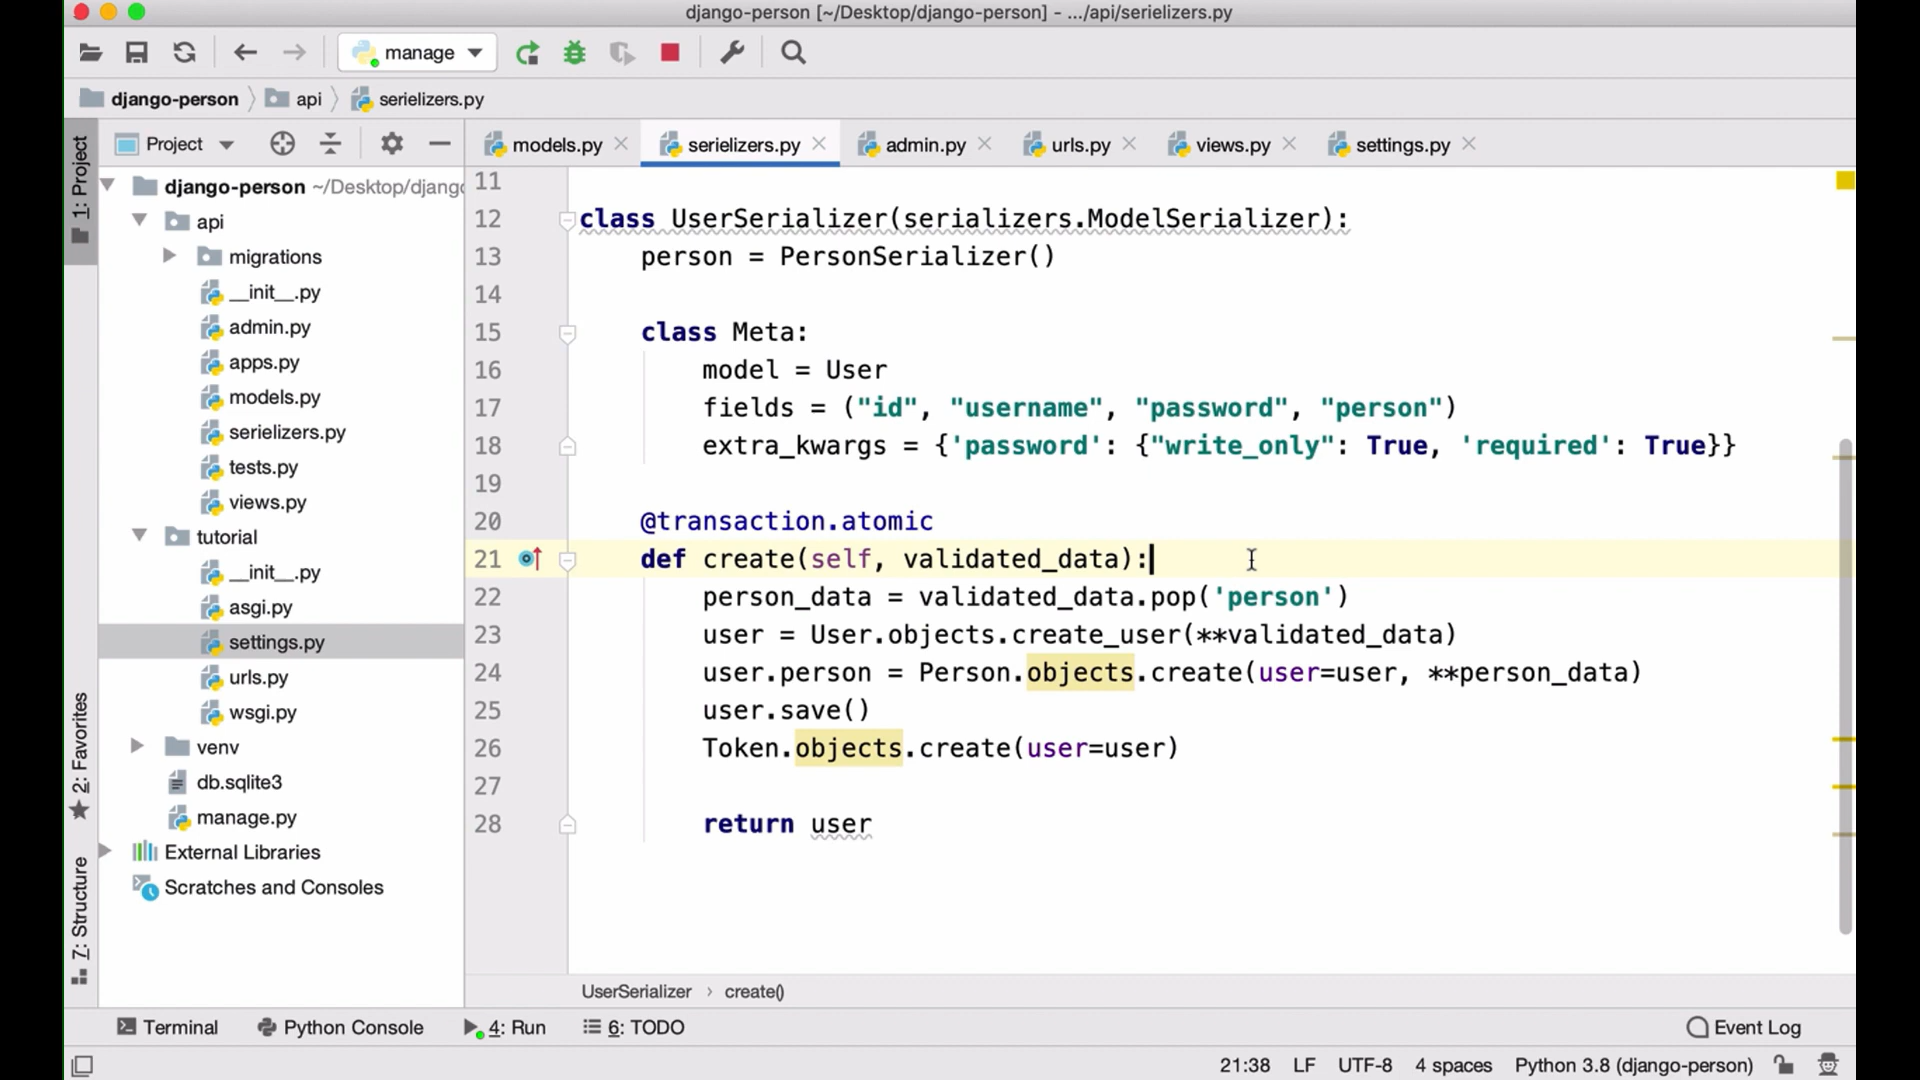 django-person [~/Desktop/django-person] - .../api/serielizers.py
manage
django-person
api
serielizers.py
1: Project
Project
models.py
serielizers.py
admin.py
urls.py
views.py
settings.py
django-person ~/Desktop/django
api
migrations
__init__.py
admin.py
apps.py
models.py
serielizers.py
tests.py
views.py
tutorial
__init__.py
asgi.py
settings.py
urls.py
wsgi.py
venv
db.sqlite3
manage.py
External Libraries
Scratches and Consoles
2: Favorites
7: Structure
11
12 class UserSerializer(serializers.ModelSerializer):
13 person = PersonSerializer()
14
15 class Meta:
16 model = User
17 fields = ("id", "username", "password", "person")
18 extra_kwargs = {'password': {"write_only": True, 'required': True}}
19
20 @transaction.atomic
21 def create(self, validated_data):
22 person_data = validated_data.pop('person')
23 user = User.objects.create_user(**validated_data)
24 user.person = Person.objects.create(user=user, **person_data)
25 user.save()
26 Token.objects.create(user=user)
27
28 return user
UserSerializer › create()
Terminal
Python Console
4: Run
6: TODO
Event Log
21:38 LF UTF-8 4 spaces Python 3.8 (django-person)